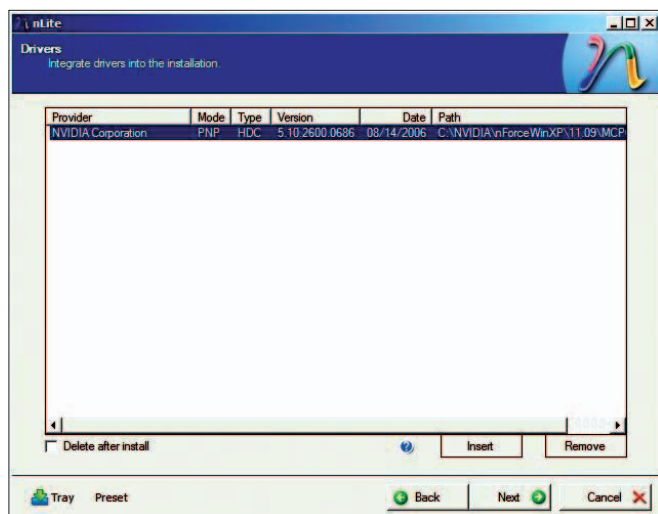 nLite
Drivers
Integrate drivers into the installation.
Provider Mode Type Version Date Path
NVIDIA Corporation PNP HDC 5.10.2600.0686 08/14/2006 C:\NVIDIA\nForceWinXP\11.09\MCP
Delete after install Insert Remove
Tray Preset Back Next Cancel